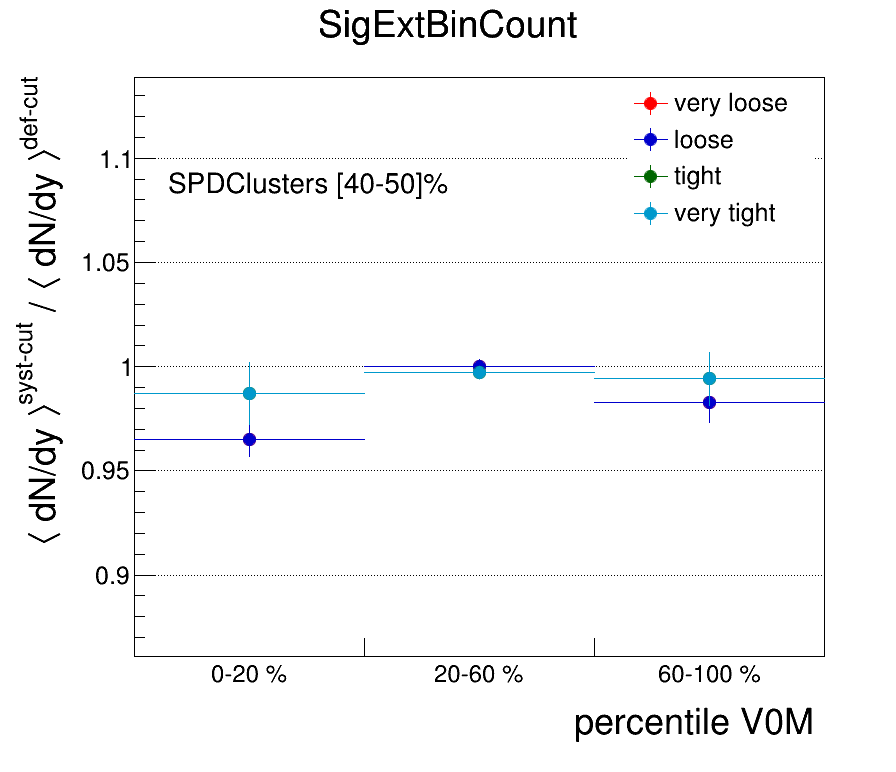 SigExtBinCount
⟨ dN/dy ⟩^syst-cut / ⟨ dN/dy ⟩^def-cut
very loose
loose
tight
very tight
SPDClusters [40-50]%
1.1
1.05
1
0.95
0.9
0-20 % 20-60 % 60-100 %
percentile V0M